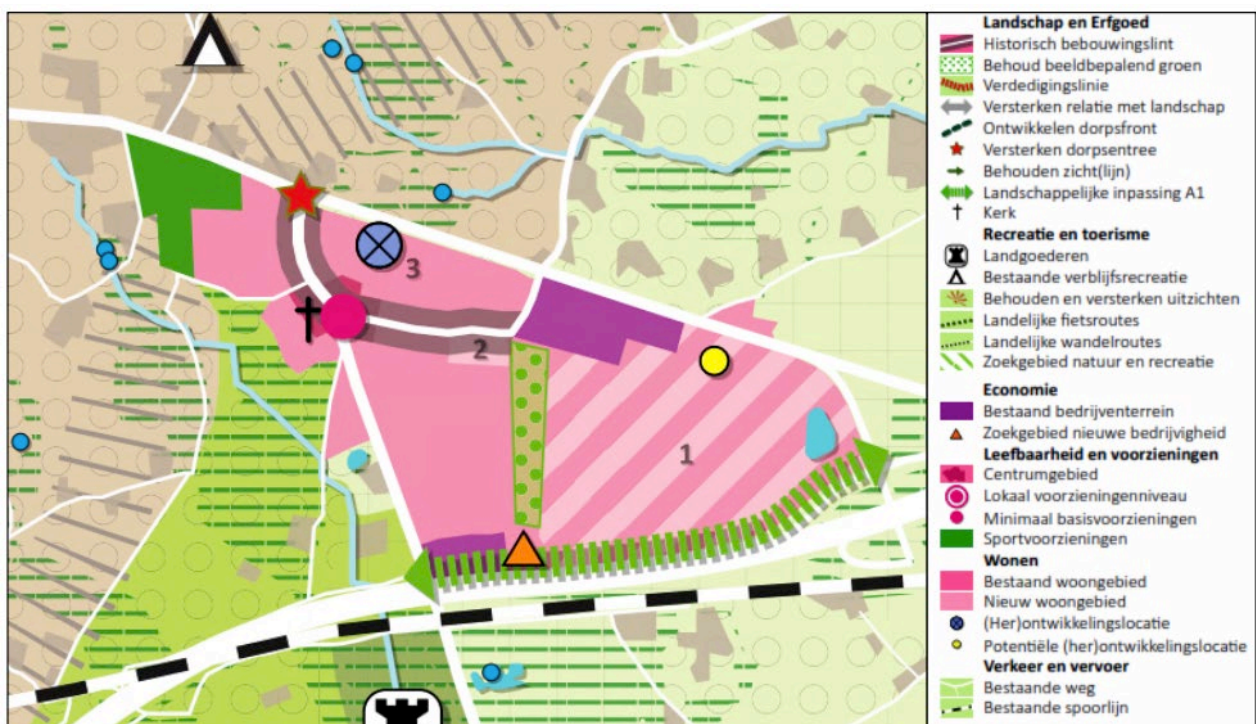 3
2
1
Landschap en Erfgoed
Historisch bebouwingslint
Behoud beeldbepalend groen
Verdedigingslinie
Versterken relatie met landschap
Ontwikkelen dorpsfront
Versterken dorpsentree
Behouden zicht(lijn)
Landschappelijke inpassing A1
Kerk
Recreatie en toerisme
Landgoederen
Bestaande verblijfsrecreatie
Behouden en versterken uitzichten
Landelijke fietsroutes
Landelijke wandelroutes
Zoekgebied natuur en recreatie
Economie
Bestaand bedrijventerrein
Zoekgebied nieuwe bedrijvigheid
Leefbaarheid en voorzieningen
Centrumgebied
Lokaal voorzieningenniveau
Minimaal basisvoorzieningen
Sportvoorzieningen
Wonen
Bestaand woongebied
Nieuw woongebied
(Her)ontwikkelingslocatie
Potentiële (her)ontwikkelingslocatie
Verkeer en vervoer
Bestaande weg
Bestaande spoorlijn